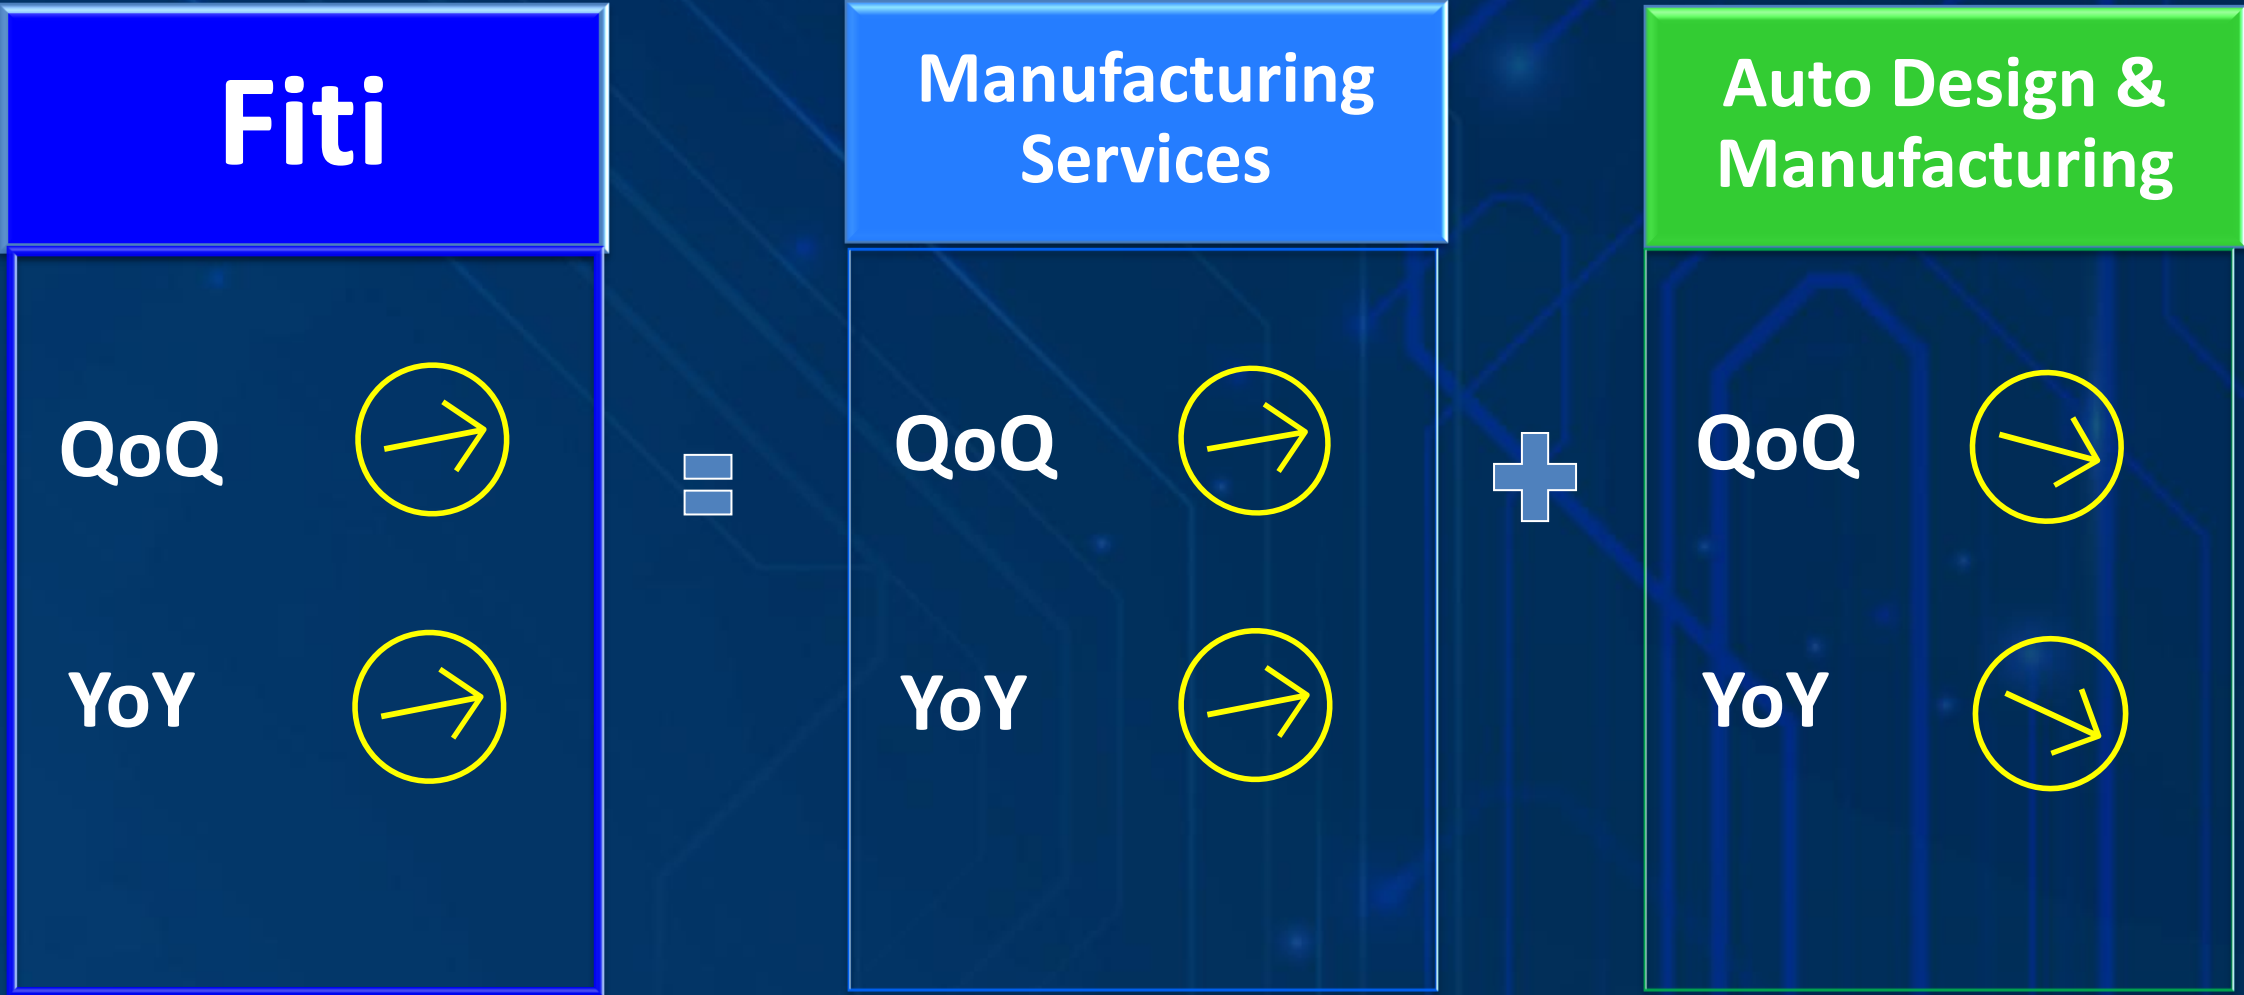 Fiti
QoQ
YoY
Manufacturing
Services
QoQ
YoY
Auto Design &
Manufacturing
QoQ
YoY